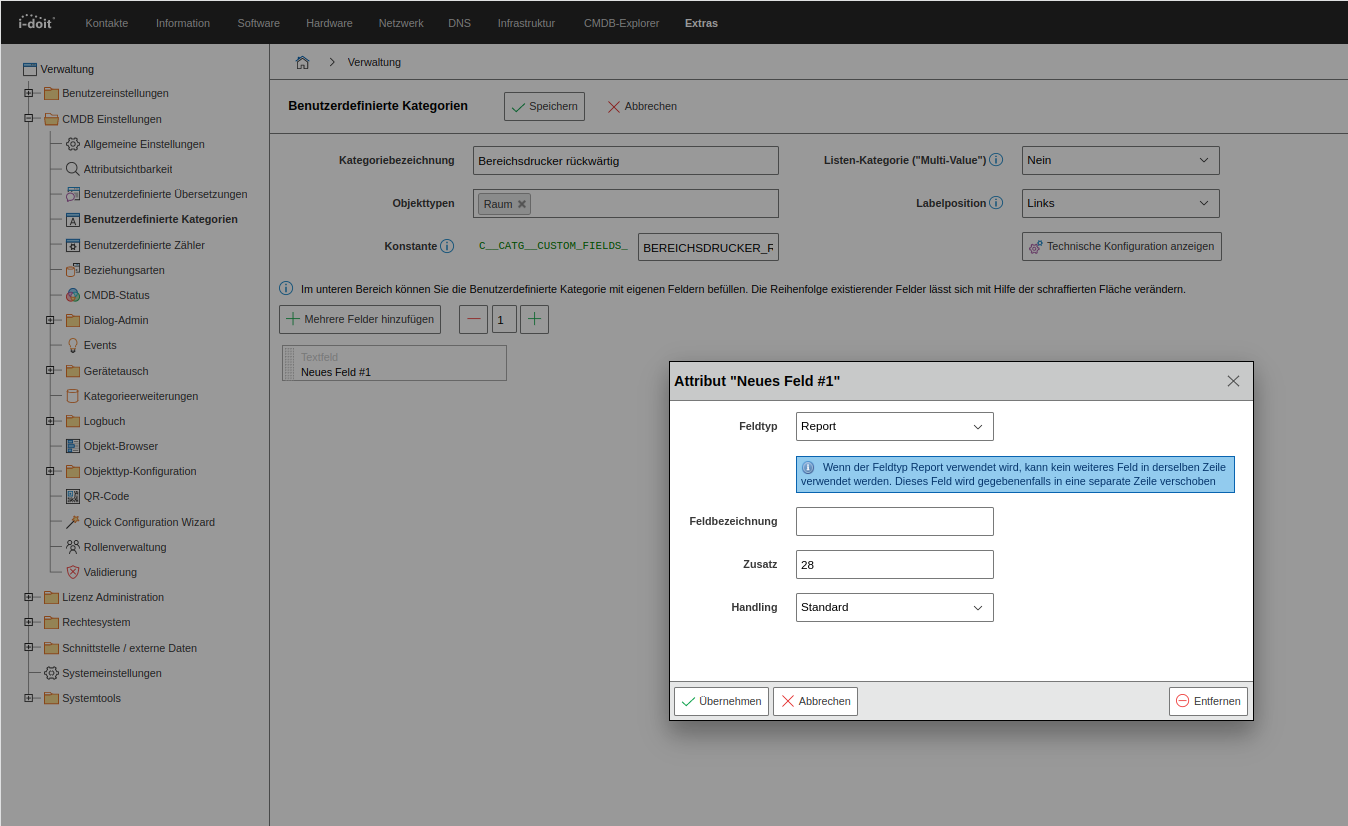 i-doit
Kontakte Information Software Hardware Netzwerk DNS Infrastruktur CMDB-Explorer Extras
Verwaltung
Benutzereinstellungen
CMDB Einstellungen
Allgemeine Einstellungen
Attributsichtbarkeit
Benutzerdefinierte Übersetzungen
Benutzerdefinierte Kategorien
Benutzerdefinierte Zähler
Beziehungsarten
CMDB-Status
Dialog-Admin
Events
Gerätetausch
Kategorieerweiterungen
Logbuch
Objekt-Browser
Objekttyp-Konfiguration
QR-Code
Quick Configuration Wizard
Rollenverwaltung
Validierung
Lizenz Administration
Rechtesystem
Schnittstelle / externe Daten
Systemeinstellungen
Systemtools
Verwaltung
Benutzerdefinierte Kategorien Speichern Abbrechen
Kategoriebezeichnung Bereichsdrucker rückwärtig Listen-Kategorie ("Multi-Value") Nein
Objekttypen Raum Labelposition Links
Konstante C__CATG__CUSTOM_FIELDS_ BEREICHSDRUCKER_R Technische Konfiguration anzeigen
Im unteren Bereich können Sie die Benutzerdefinierte Kategorie mit eigenen Feldern befüllen. Die Reihenfolge existierender Felder lässt sich mit Hilfe der schraffierten Fläche verändern.
Mehrere Felder hinzufügen 1
Textfeld
Neues Feld #1
Attribut "Neues Feld #1"
Feldtyp Report
Wenn der Feldtyp Report verwendet wird, kann kein weiteres Feld in derselben Zeile
verwendet werden. Dieses Feld wird gegebenenfalls in eine separate Zeile verschoben
Feldbezeichnung
Zusatz 28
Handling Standard
Übernehmen Abbrechen Entfernen